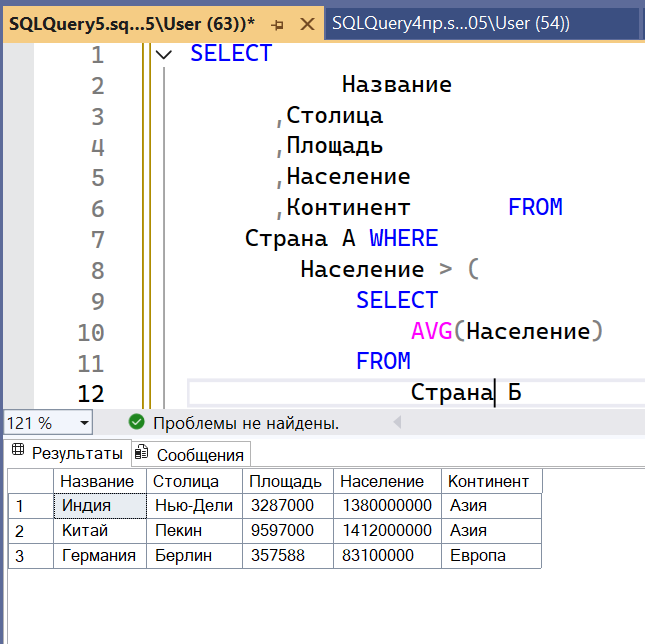 SQLQuery5.sq...5\User (63))* SQLQuery4пр.s...05\User (54))
1 SELECT
2 Название
3 ,Столица
4 ,Площадь
5 ,Население
6 ,Континент FROM
7 Страна А WHERE
8 Население > (
9 SELECT
10 AVG(Население)
11 FROM
12 Страна Б
121 % Проблемы не найдены.
Результаты Сообщения
Название Столица Площадь Население Континент
1 Индия Нью-Дели 3287000 1380000000 Азия
2 Китай Пекин 9597000 1412000000 Азия
3 Германия Берлин 357588 83100000 Европа